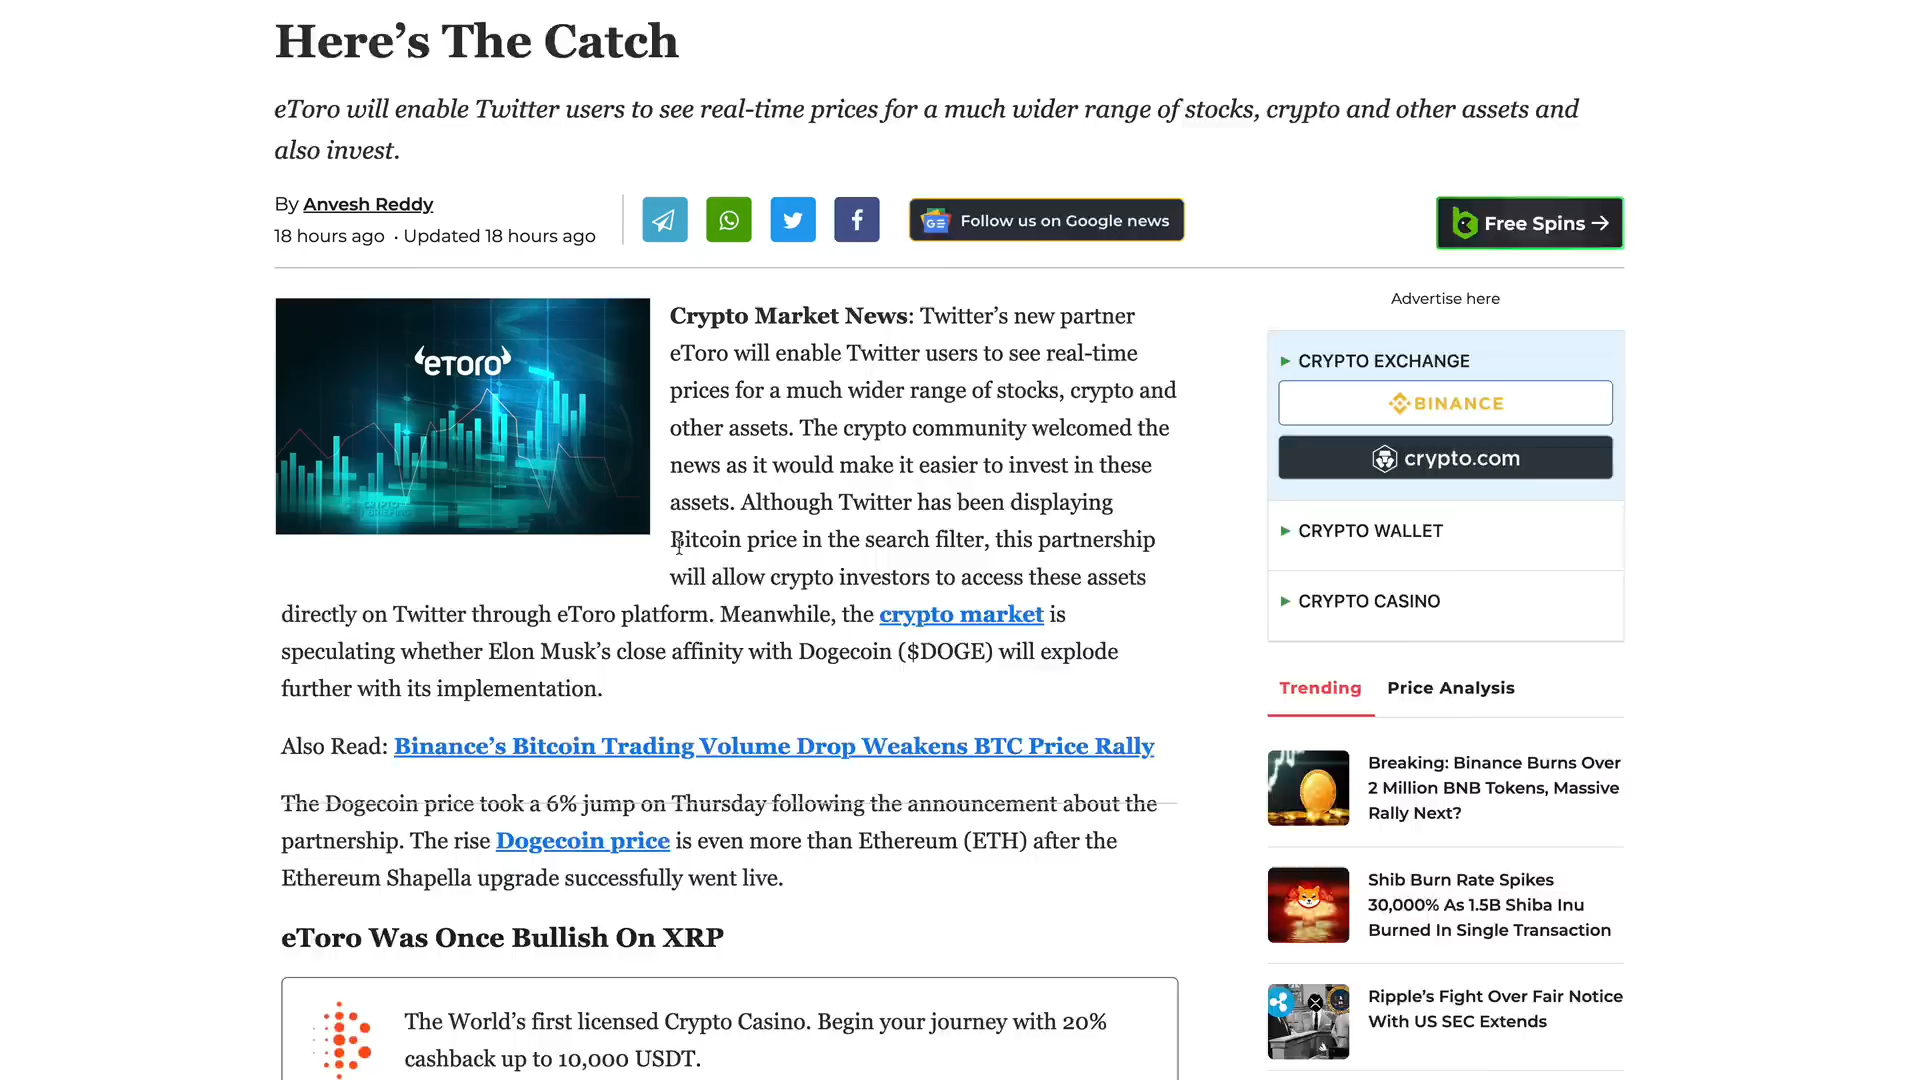 Here’s The Catch
eToro will enable Twitter users to see real-time prices for a much wider range of stocks, crypto and other assets and
also invest.
By Anvesh Reddy
18 hours ago · Updated 18 hours ago
Follow us on Google news
Free Spins →
eTORO
Crypto Market News: Twitter’s new partner
eToro will enable Twitter users to see real-time
prices for a much wider range of stocks, crypto and
other assets. The crypto community welcomed the
news as it would make it easier to invest in these
assets. Although Twitter has been displaying
Bitcoin price in the search filter, this partnership
will allow crypto investors to access these assets
directly on Twitter through eToro platform. Meanwhile, the crypto market is
speculating whether Elon Musk’s close affinity with Dogecoin ($DOGE) will explode
further with its implementation.
Also Read: Binance’s Bitcoin Trading Volume Drop Weakens BTC Price Rally
The Dogecoin price took a 6% jump on Thursday following the announcement about the
partnership. The rise Dogecoin price is even more than Ethereum (ETH) after the
Ethereum Shapella upgrade successfully went live.
eToro Was Once Bullish On XRP
The World’s first licensed Crypto Casino. Begin your journey with 20%
cashback up to 10,000 USDT.
Advertise here
CRYPTO EXCHANGE
BINANCE
crypto.com
CRYPTO WALLET
CRYPTO CASINO
Trending Price Analysis
Breaking: Binance Burns Over
2 Million BNB Tokens, Massive
Rally Next?
Shib Burn Rate Spikes
30,000% As 1.5B Shiba Inu
Burned In Single Transaction
Ripple’s Fight Over Fair Notice
With US SEC Extends